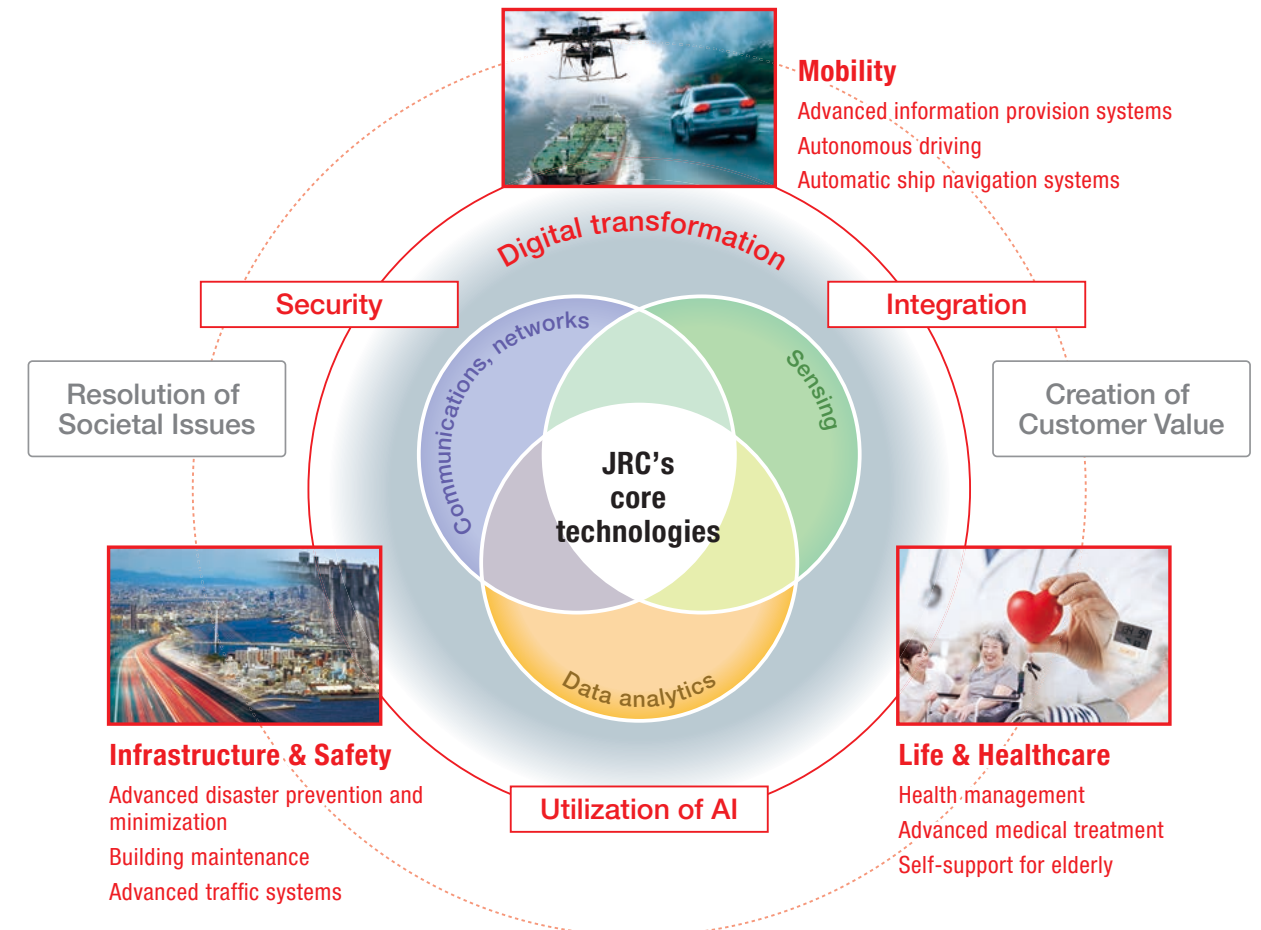 Mobility
Advanced information provision systems
Autonomous driving
Automatic ship navigation systems
Digital transformation
Security
Integration
Communications, networks
Sensing
Resolution of
Societal Issues
Creation of
Customer Value
JRC's
core
technologies
Data analytics
Infrastructure & Safety
Advanced disaster prevention and
minimization
Building maintenance
Advanced traffic systems
Utilization of AI
Life & Healthcare
Health management
Advanced medical treatment
Self-support for elderly